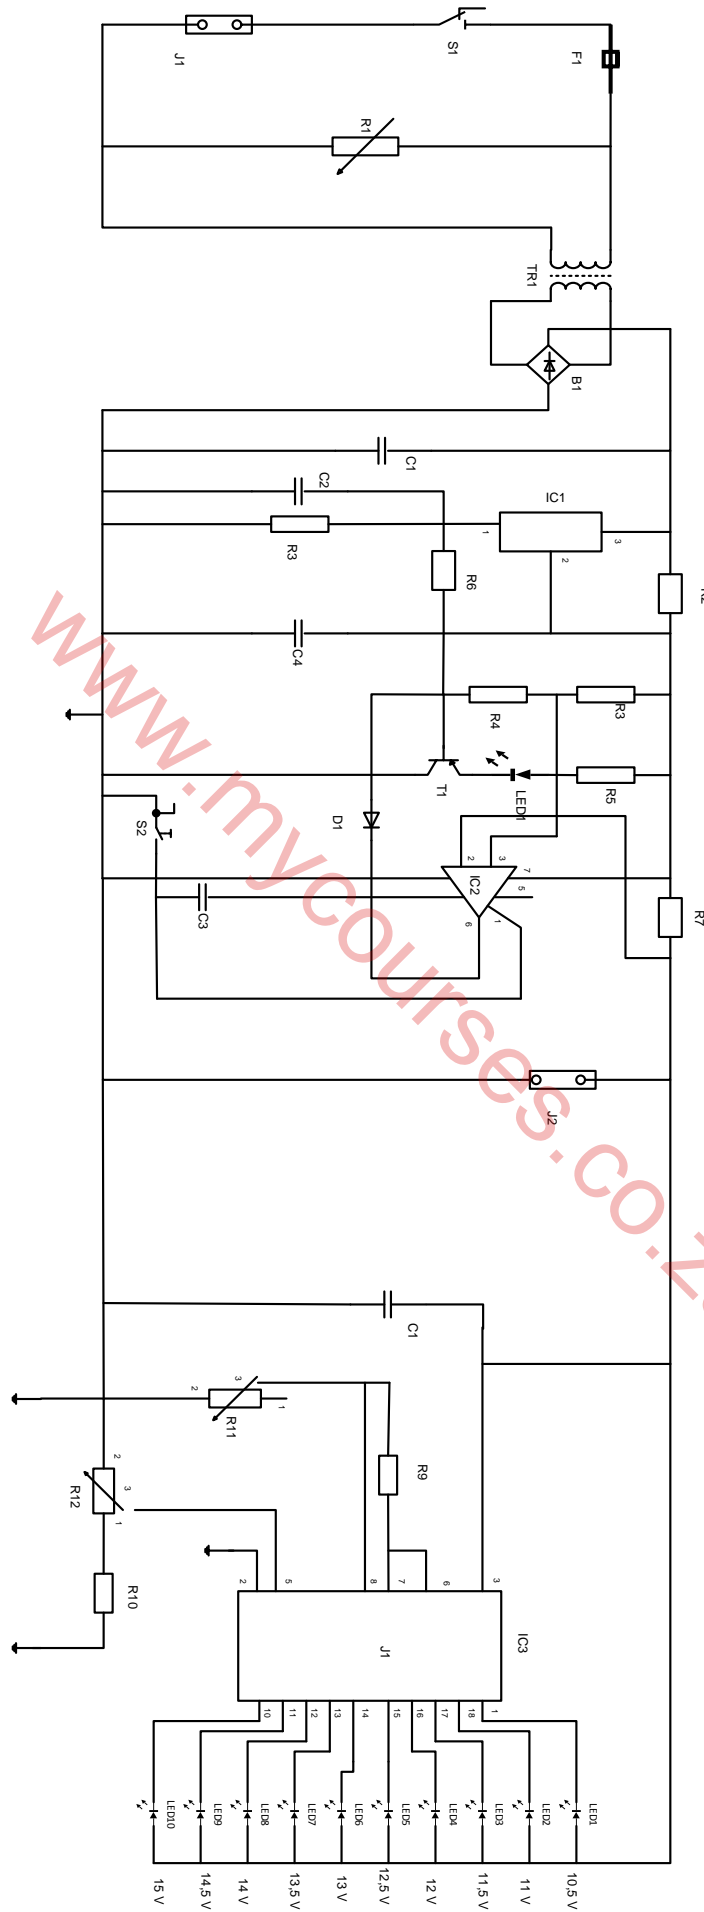 J1
S1
F1
R1
TR1
B1
C1
C2
IC1
R3
1
3
2
R6
C4
R3
R4
R5
LED1
T1
D1
S2
2
3
7
IC2
5
1
6
C3
R7
J2
C1
3
2
1
R11
R9
2
3
1
R12
R10
2
5
8
7
6
3
J1
IC3
10
11
12
13
14
15
16
17
18
1
LED10
LED9
LED8
LED7
LED6
LED5
LED4
LED3
LED2
LED1
15 V
14,5 V
14 V
13,5 V
13 V
12,5 V
12 V
11,5 V
11 V
10,5 V
www.mycourses.co.za